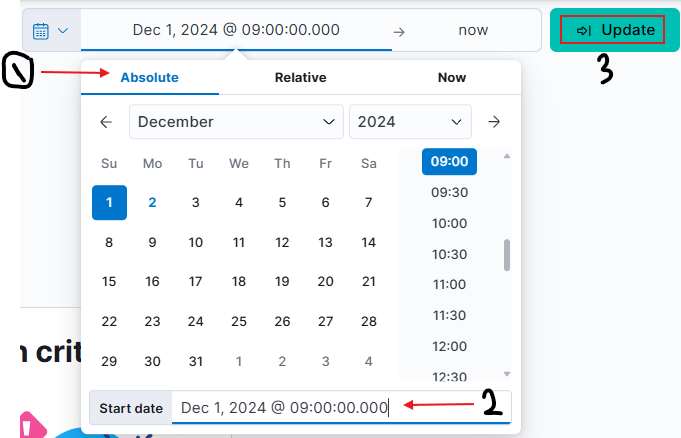 Dec 1, 2024 @ 09:00:00.000 → now Update
1 Absolute Relative Now 3
← December 2024 →
Su Mo Tu We Th Fr Sa 09:00
1 2 3 4 5 6 7 09:30
10:00
8 9 10 11 12 13 14 10:30
15 16 17 18 19 20 21 11:00
22 23 24 25 26 27 28 11:30
12:00
29 30 31 1 2 3 4 12:30
n crit
Start date Dec 1, 2024 @ 09:00:00.000 2